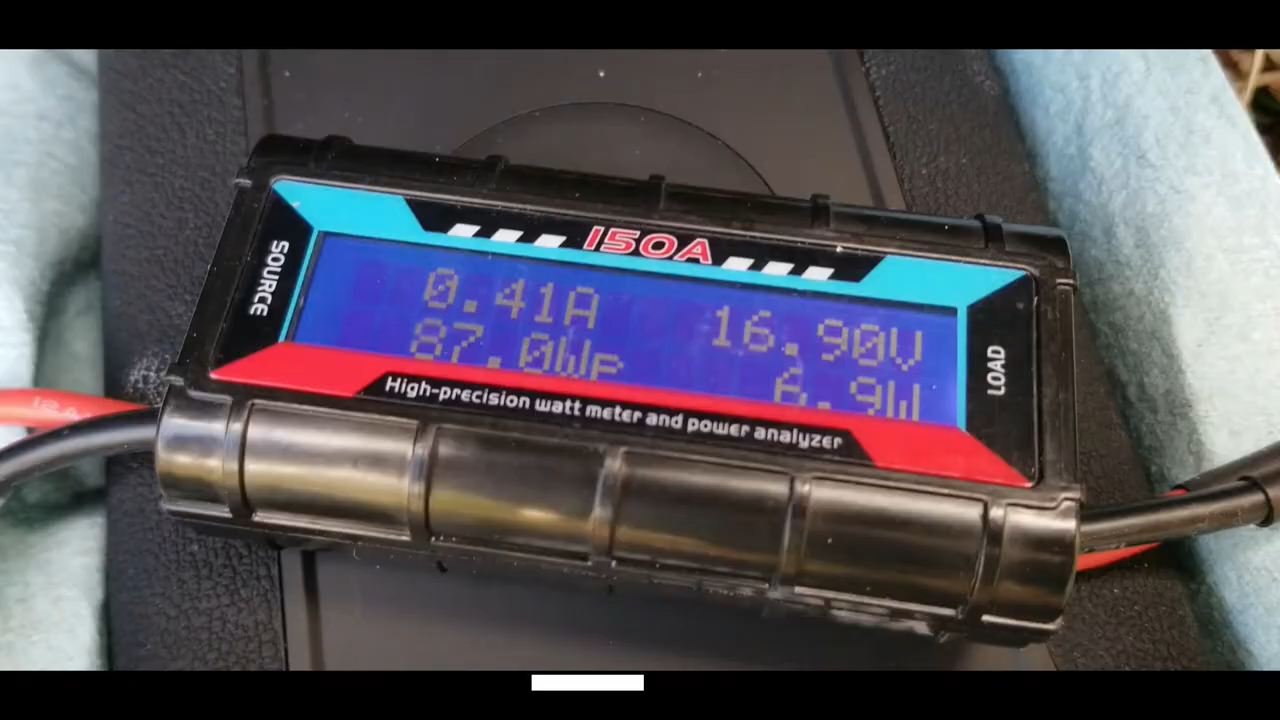 150A
SOURCE
0.41A 16.90V
87.0Wp 6.9W
LOAD
High-precision watt meter and power analyzer